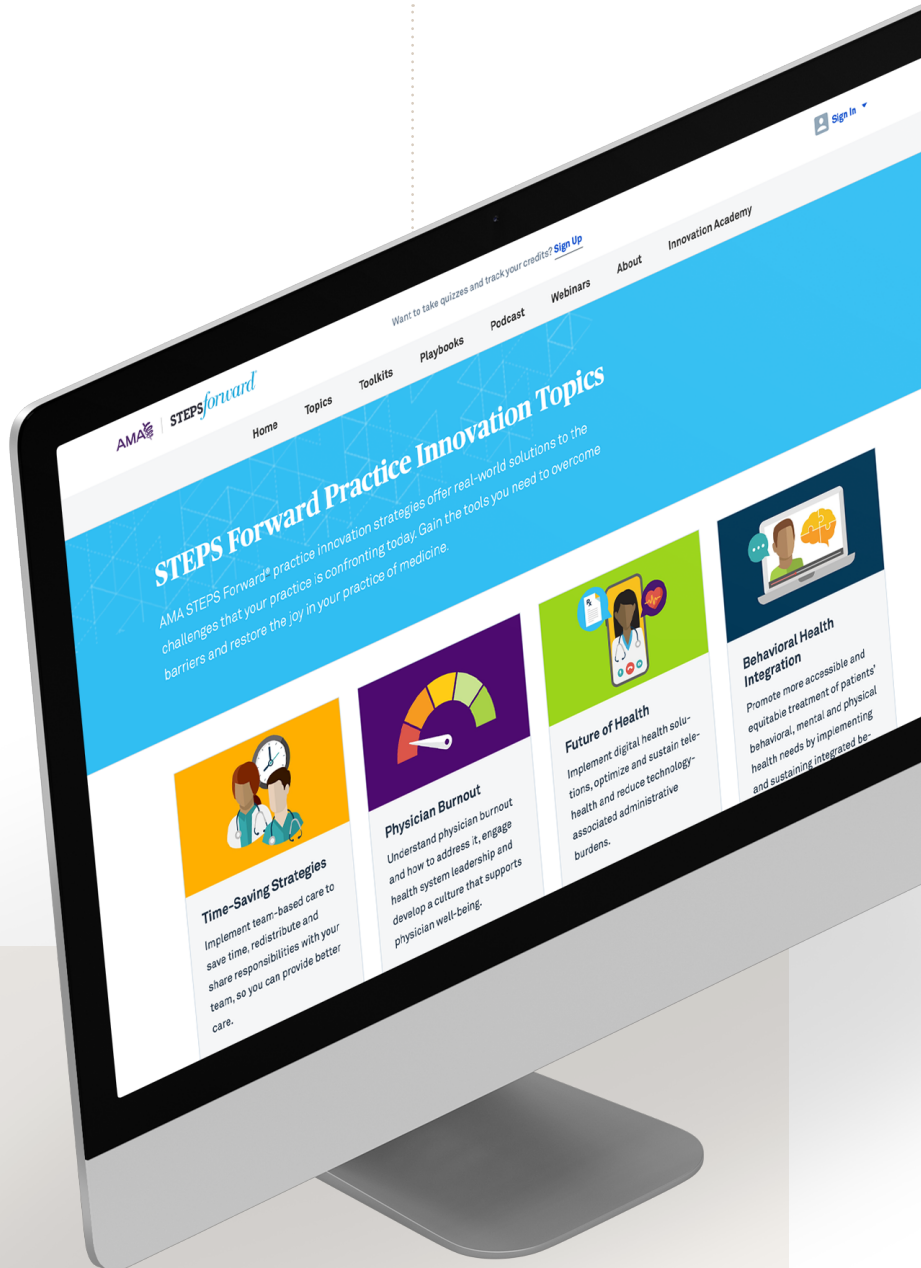 Sign In
Want to take quizzes and track your credits? Sign Up
AMA STEPSforward
Home Topics Toolkits Playbooks Podcast Webinars About Innovation Academy
STEPS Forward Practice Innovation Topics
AMA STEPS Forward® practice innovation strategies offer real-world solutions to the
challenges that your practice is confronting today. Gain the tools you need to overcome
barriers and restore the joy in your practice of medicine.
Time-Saving Strategies
Implement team-based care to
save time, redistribute and
share responsibilities with your
team, so you can provide better
care.
Physician Burnout
Understand physician burnout
and how to address it, engage
health system leadership and
develop a culture that supports
physician well-being.
Future of Health
Implement digital health solu-
tions, optimize and sustain tele-
health and reduce technology-
associated administrative
burdens.
Behavioral Health
Integration
Promote more accessible and
equitable treatment of patients'
behavioral, mental and physical
health needs by implementing
and sustaining integrated be-